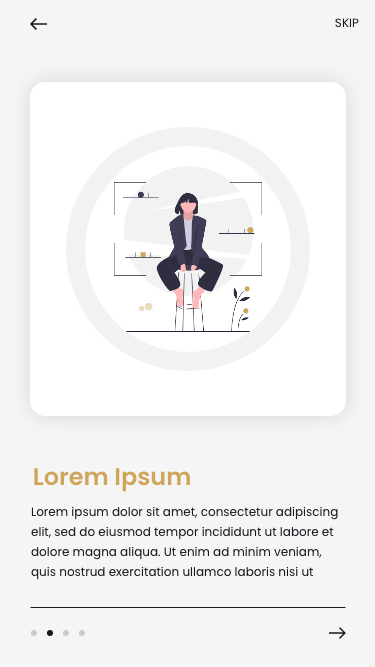 SKIP
Lorem Ipsum
Lorem ipsum dolor sit amet, consectetur adipiscing
elit, sed do eiusmod tempor incididunt ut labore et
dolore magna aliqua. Ut enim ad minim veniam,
quis nostrud exercitation ullamco laboris nisi ut